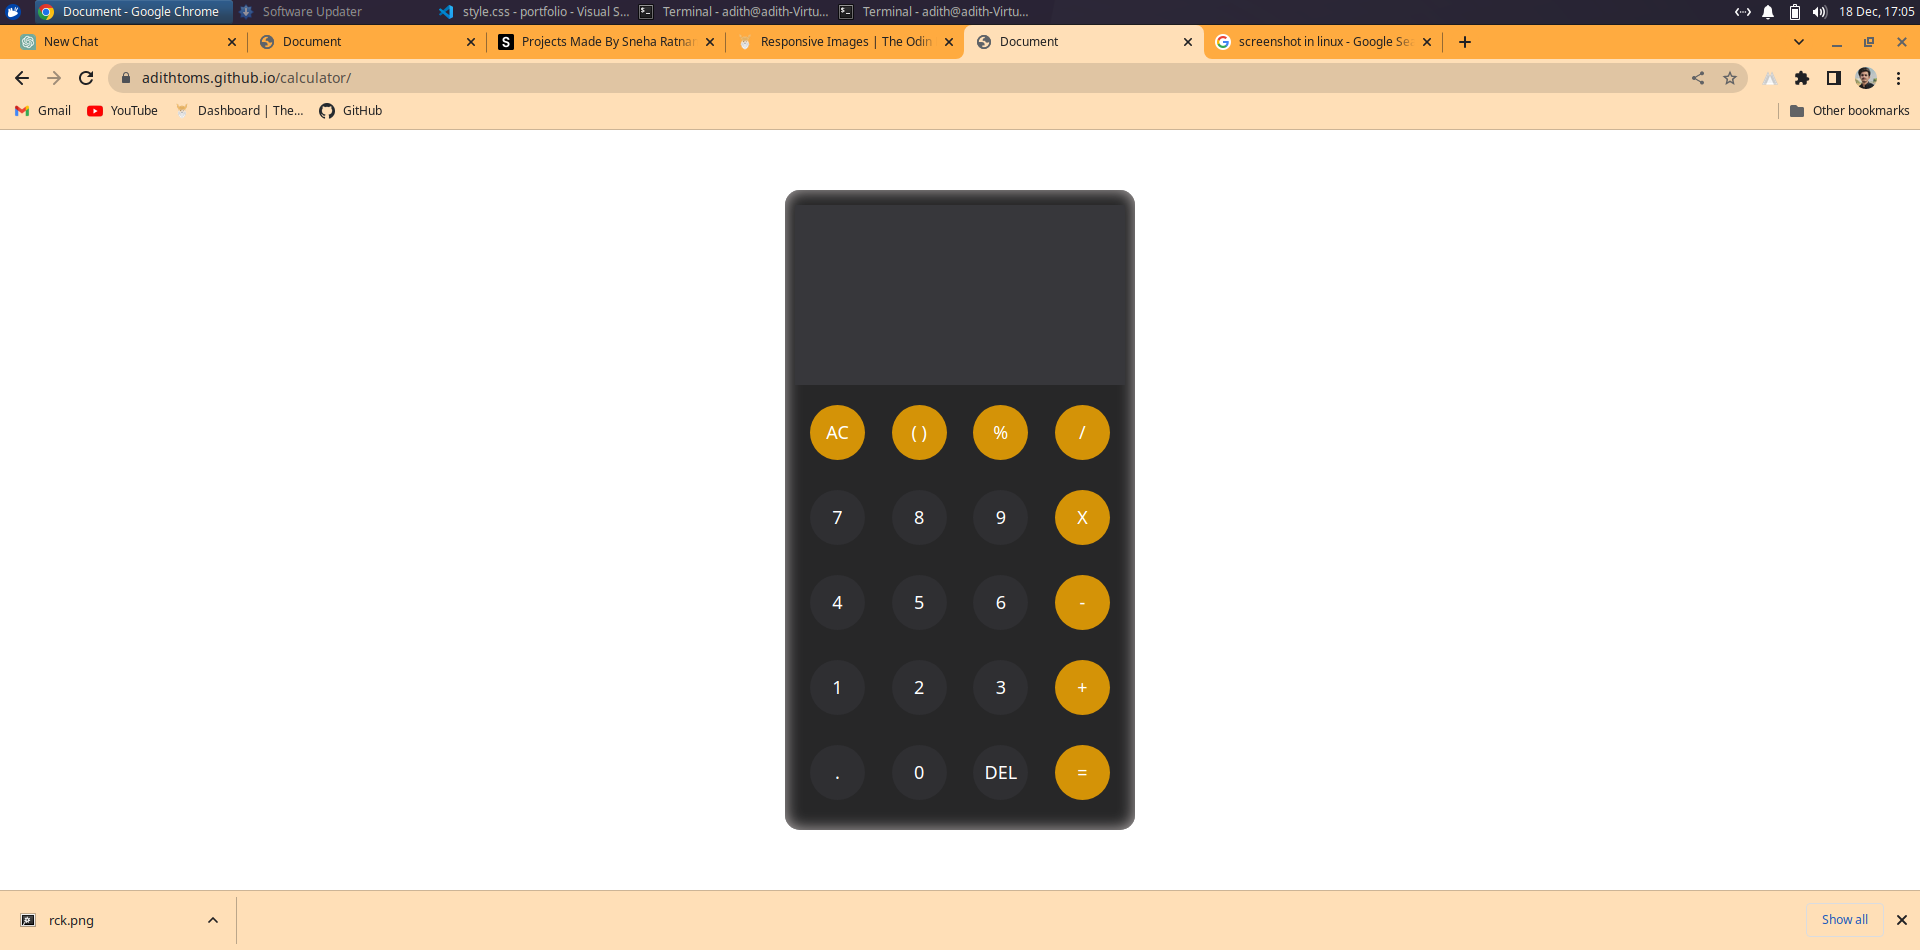 Document - Google Chrome Software Updater style.css - portfolio - Visual S... Terminal - adith@adith-Virtu... Terminal - adith@adith-Virtu... 18 Dec, 17:05
New Chat Document Projects Made By Sneha Ratnar Responsive Images | The Odin Document screenshot in linux - Google Sea
adithtoms.github.io/calculator/
Gmail YouTube Dashboard | The... GitHub Other bookmarks
AC ( ) % /
7 8 9 X
4 5 6 -
1 2 3 +
. 0 DEL =
rck.png Show all